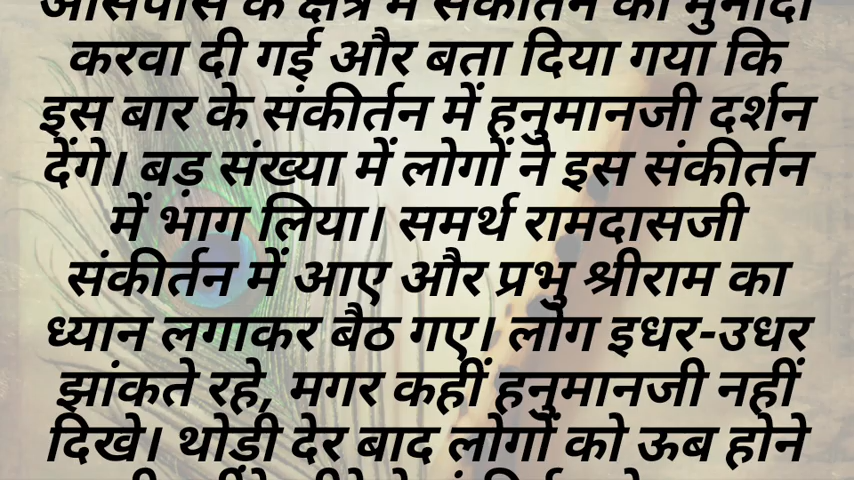 आसपास के क्षेत्र में संकीर्तन की मुनादी
करवा दी गई और बता दिया गया कि
इस बार के संकीर्तन में हनुमानजी दर्शन
देंगे। बड़ संख्या में लोगों ने इस संकीर्तन
में भाग लिया। समर्थ रामदासजी
संकीर्तन में आए और प्रभु श्रीराम का
ध्यान लगाकर बैठ गए। लोग इधर-उधर
झांकते रहे, मगर कहीं हनुमानजी नहीं
दिखे। थोड़ी देर बाद लोगों को ऊब होने